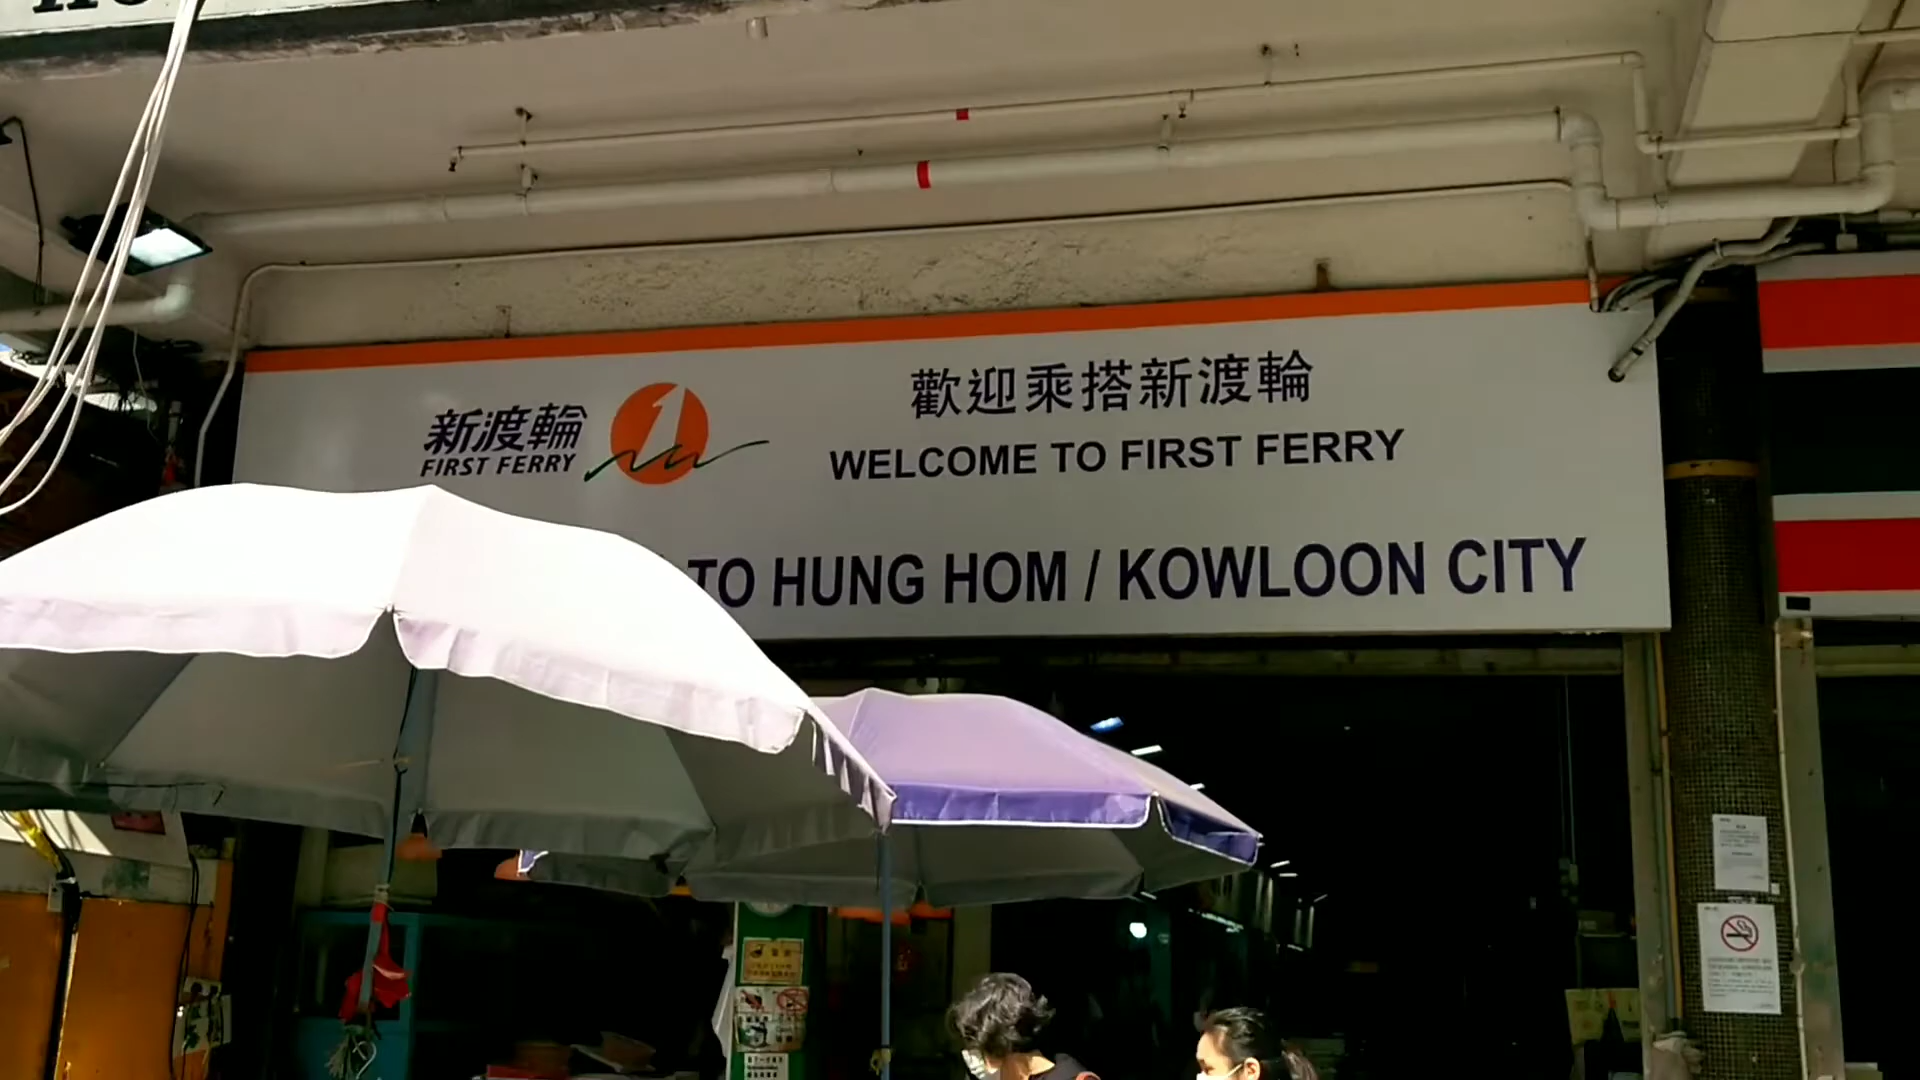 新渡輪
FIRST FERRY
歡迎乘搭新渡輪
WELCOME TO FIRST FERRY
TO HUNG HOM / KOWLOON CITY